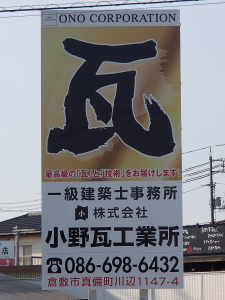 ONO CORPORATION
瓦
最高級の「瓦」と「技術」をお届けします!
一級建築士事務所
小 株式会社
小野瓦工業所
☎086-698-6432
倉敷市真備町川辺1147-4
店